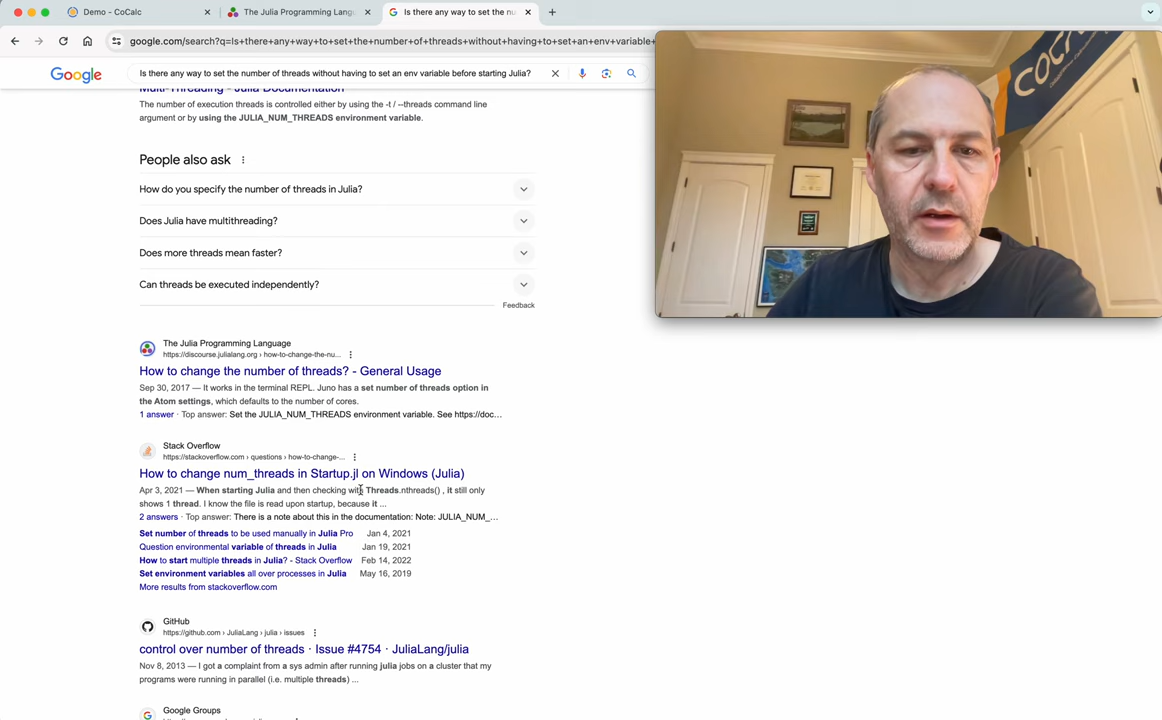 Demo - CoCalc
The Julia Programming Langu
Is there any way to set the nu
google.com/search?q=Is+there+any+way+to+set+the+number+of+threads+without+having+to+set+an+env+variable+
Google
Is there any way to set the number of threads without having to set an env variable before starting Julia?
Multi-Threading - Julia Documentation
The number of execution threads is controlled either by using the -t / --threads command line
argument or by using the JULIA_NUM_THREADS environment variable.
People also ask
How do you specify the number of threads in Julia?
Does Julia have multithreading?
Does more threads mean faster?
Can threads be executed independently?
Feedback
The Julia Programming Language
https://discourse.julialang.org › how-to-change-the-nu...
How to change the number of threads? - General Usage
Sep 30, 2017 — It works in the terminal REPL. Juno has a set number of threads option in
the Atom settings, which defaults to the number of cores.
1 answer · Top answer: Set the JULIA_NUM_THREADS environment variable. See https://doc...
Stack Overflow
https://stackoverflow.com › questions › how-to-change-...
How to change num_threads in Startup.jl on Windows (Julia)
Apr 3, 2021 — When starting Julia and then checking with Threads.nthreads() , it still only
shows 1 thread. I know the file is read upon startup, because it ...
2 answers · Top answer: There is a note about this in the documentation: Note: JULIA_NUM_...
Set number of threads to be used manually in Julia Pro Jan 4, 2021
Question environmental variable of threads in Julia Jan 19, 2021
How to start multiple threads in Julia? - Stack Overflow Feb 14, 2022
Set environment variables all over processes in Julia May 16, 2019
More results from stackoverflow.com
GitHub
https://github.com › JuliaLang › julia › issues
control over number of threads · Issue #4754 · JuliaLang/julia
Nov 8, 2013 — I got a complaint from a sys admin after running julia jobs on a cluster that my
programs were running in parallel (i.e. multiple threads) ...
Google Groups